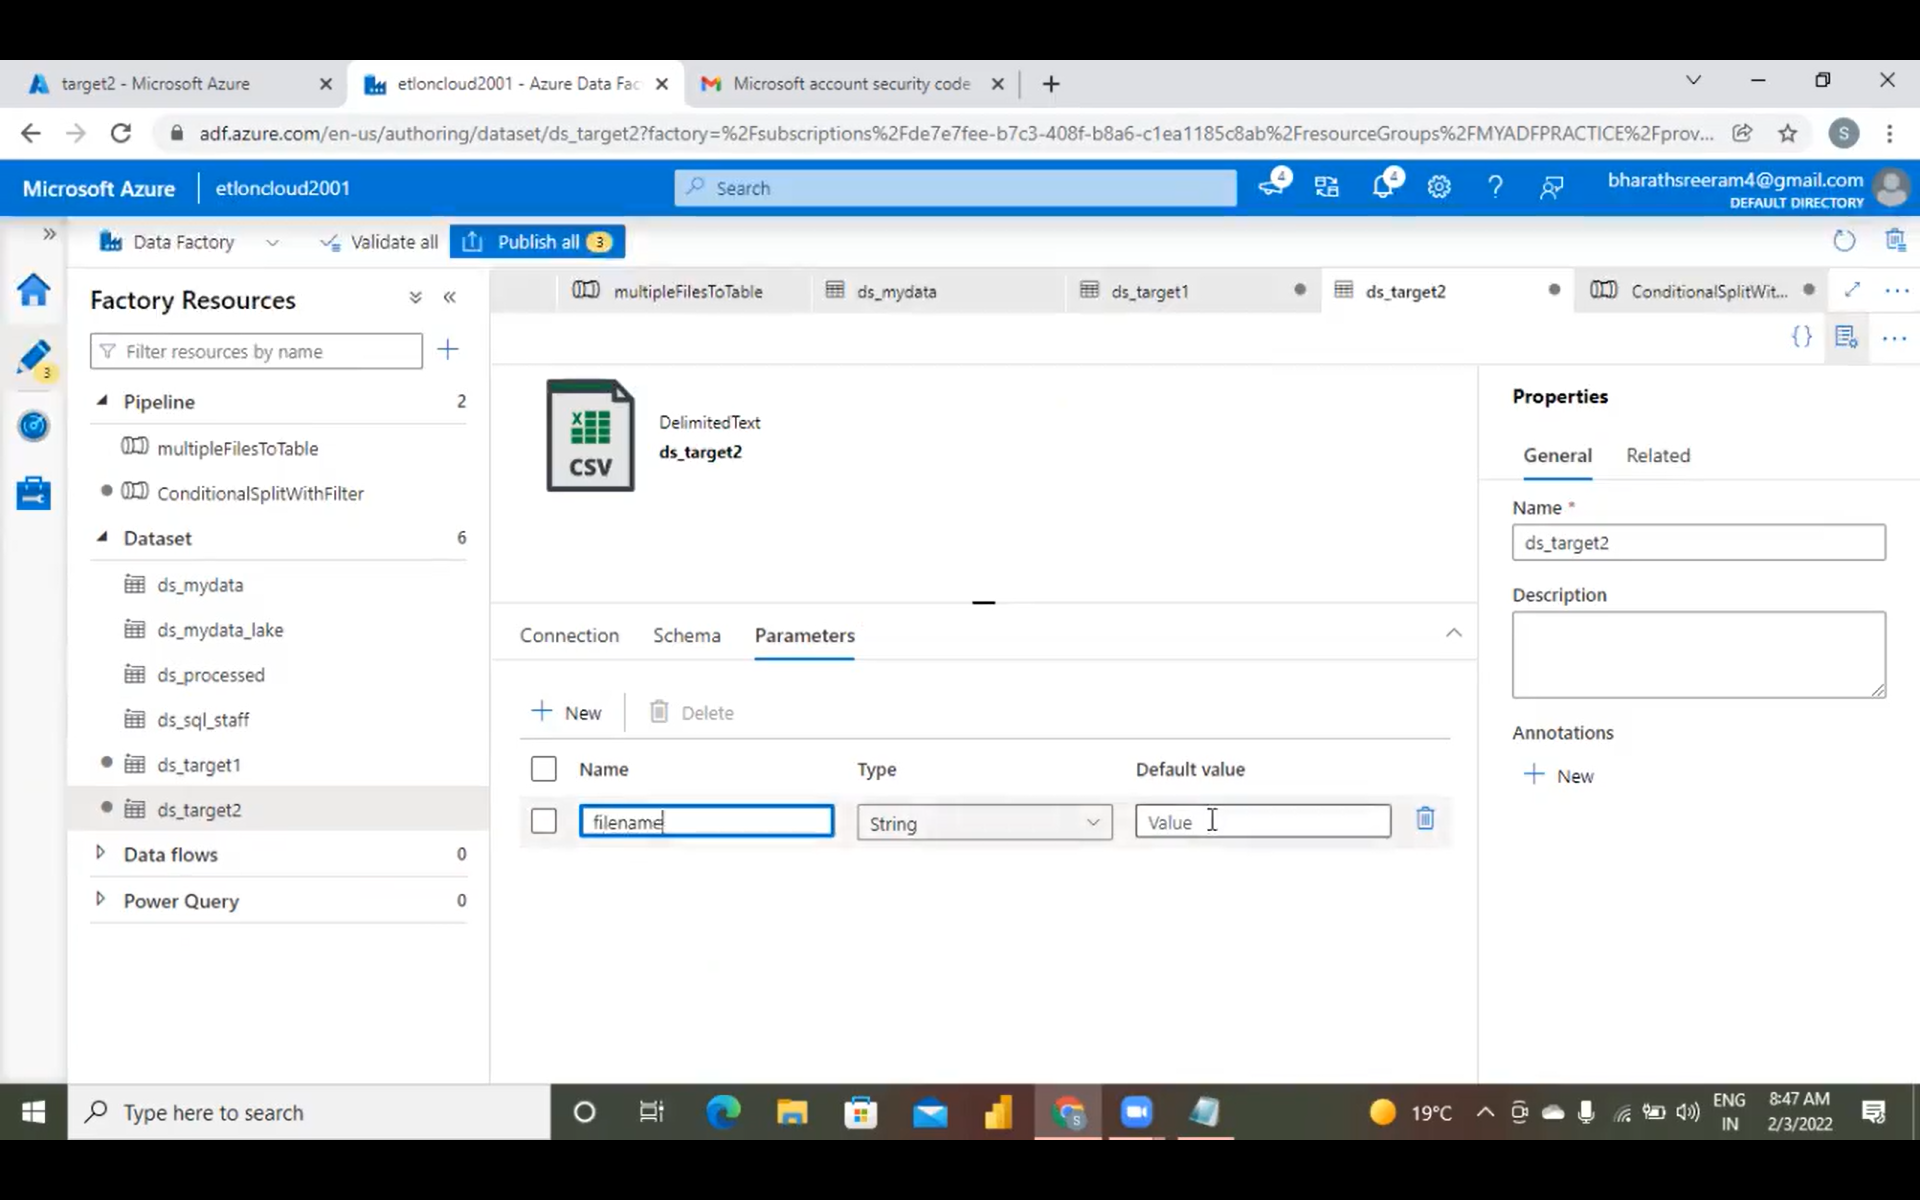 target2 - Microsoft Azure
etloncloud2001 - Azure Data Fac
Microsoft account security code
adf.azure.com/en-us/authoring/dataset/ds_target2?factory=%2Fsubscriptions%2Fde7e7fee-b7c3-408f-b8a6-c1ea1185c8ab%2FresourceGroups%2FMYADFPRACTICE%2Fprov...
S
Microsoft Azure
etloncloud2001
Search
4
4
bharathsreeram4@gmail.com
DEFAULT DIRECTORY
Data Factory
Validate all
Publish all 3
Factory Resources
multipleFilesToTable
ds_mydata
ds_target1
ds_target2
ConditionalSplitWit...
Filter resources by name
3
Pipeline 2
multipleFilesToTable
ConditionalSplitWithFilter
Dataset 6
ds_mydata
ds_mydata_lake
ds_processed
ds_sql_staff
ds_target1
ds_target2
Data flows 0
Power Query 0
X
CSV
DelimitedText
ds_target2
Connection
Schema
Parameters
New
Delete
Name Type Default value
filename String Value
Properties
General
Related
Name *
ds_target2
Description
Annotations
New
Type here to search
S
19°C
ENG
IN
8:47 AM
2/3/2022